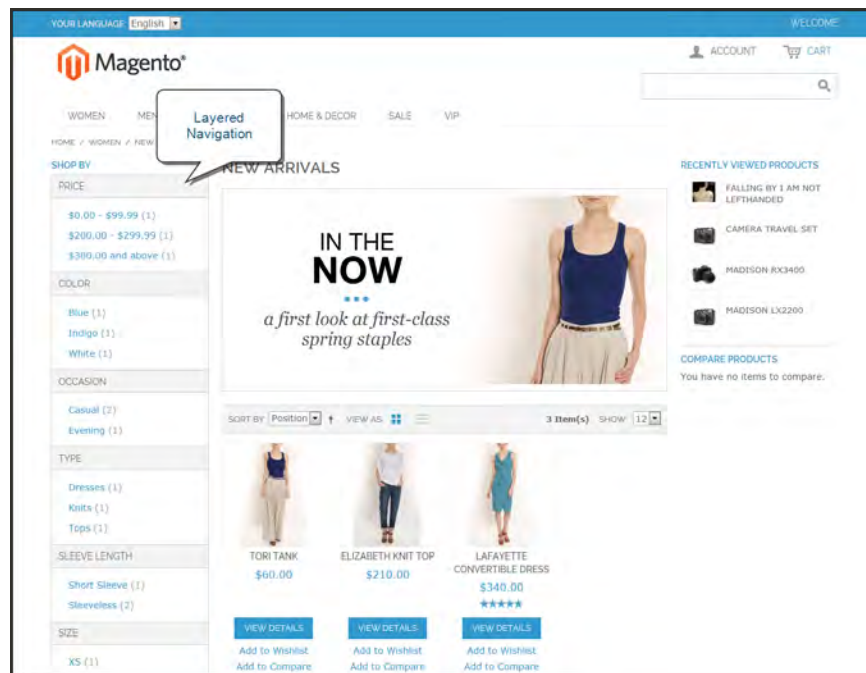 YOUR LANGUAGE: English
WELCOME
Magento®
ACCOUNT
CART
WOMEN
MEN
HOME & DECOR
SALE
VIP
Layered
Navigation
HOME / WOMEN / NEW
SHOP BY
PRICE
$0.00 - $99.99 (1)
$200.00 - $299.99 (1)
$300.00 and above (1)
COLOR
Blue (1)
Indigo (1)
White (1)
OCCASION
Casual (2)
Evening (1)
TYPE
Dresses (1)
Knits (1)
Tops (1)
SLEEVE LENGTH
Short Sleeve (1)
Sleeveless (2)
SIZE
XS (1)
NEW ARRIVALS
IN THE
NOW
a first look at first-class
spring staples
SORT BY Position VIEW AS 3 Item(s) SHOW 12
TORI TANK
$60.00
VIEW DETAILS
Add to Wishlist
Add to Compare
ELIZABETH KNIT TOP
$210.00
VIEW DETAILS
Add to Wishlist
Add to Compare
LAFAYETTE
CONVERTIBLE DRESS
$340.00
VIEW DETAILS
Add to Wishlist
Add to Compare
RECENTLY VIEWED PRODUCTS
FALLING BY I AM NOT
LEFTHANDED
CAMERA TRAVEL SET
MADISON RX3400
MADISON LX2200
COMPARE PRODUCTS
You have no items to compare.